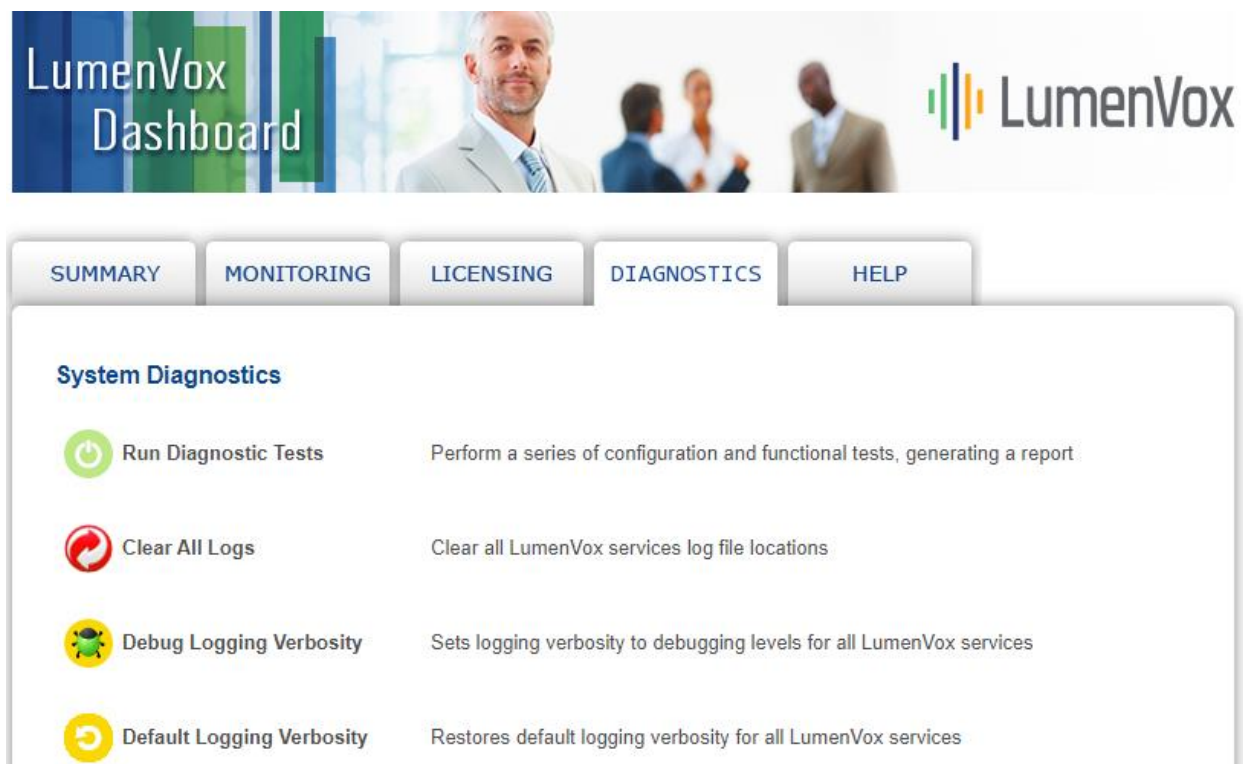 LumenVox
Dashboard
LumenVox
SUMMARY MONITORING LICENSING DIAGNOSTICS HELP
System Diagnostics
Run Diagnostic Tests Perform a series of configuration and functional tests, generating a report
Clear All Logs Clear all LumenVox services log file locations
Debug Logging Verbosity Sets logging verbosity to debugging levels for all LumenVox services
Default Logging Verbosity Restores default logging verbosity for all LumenVox services